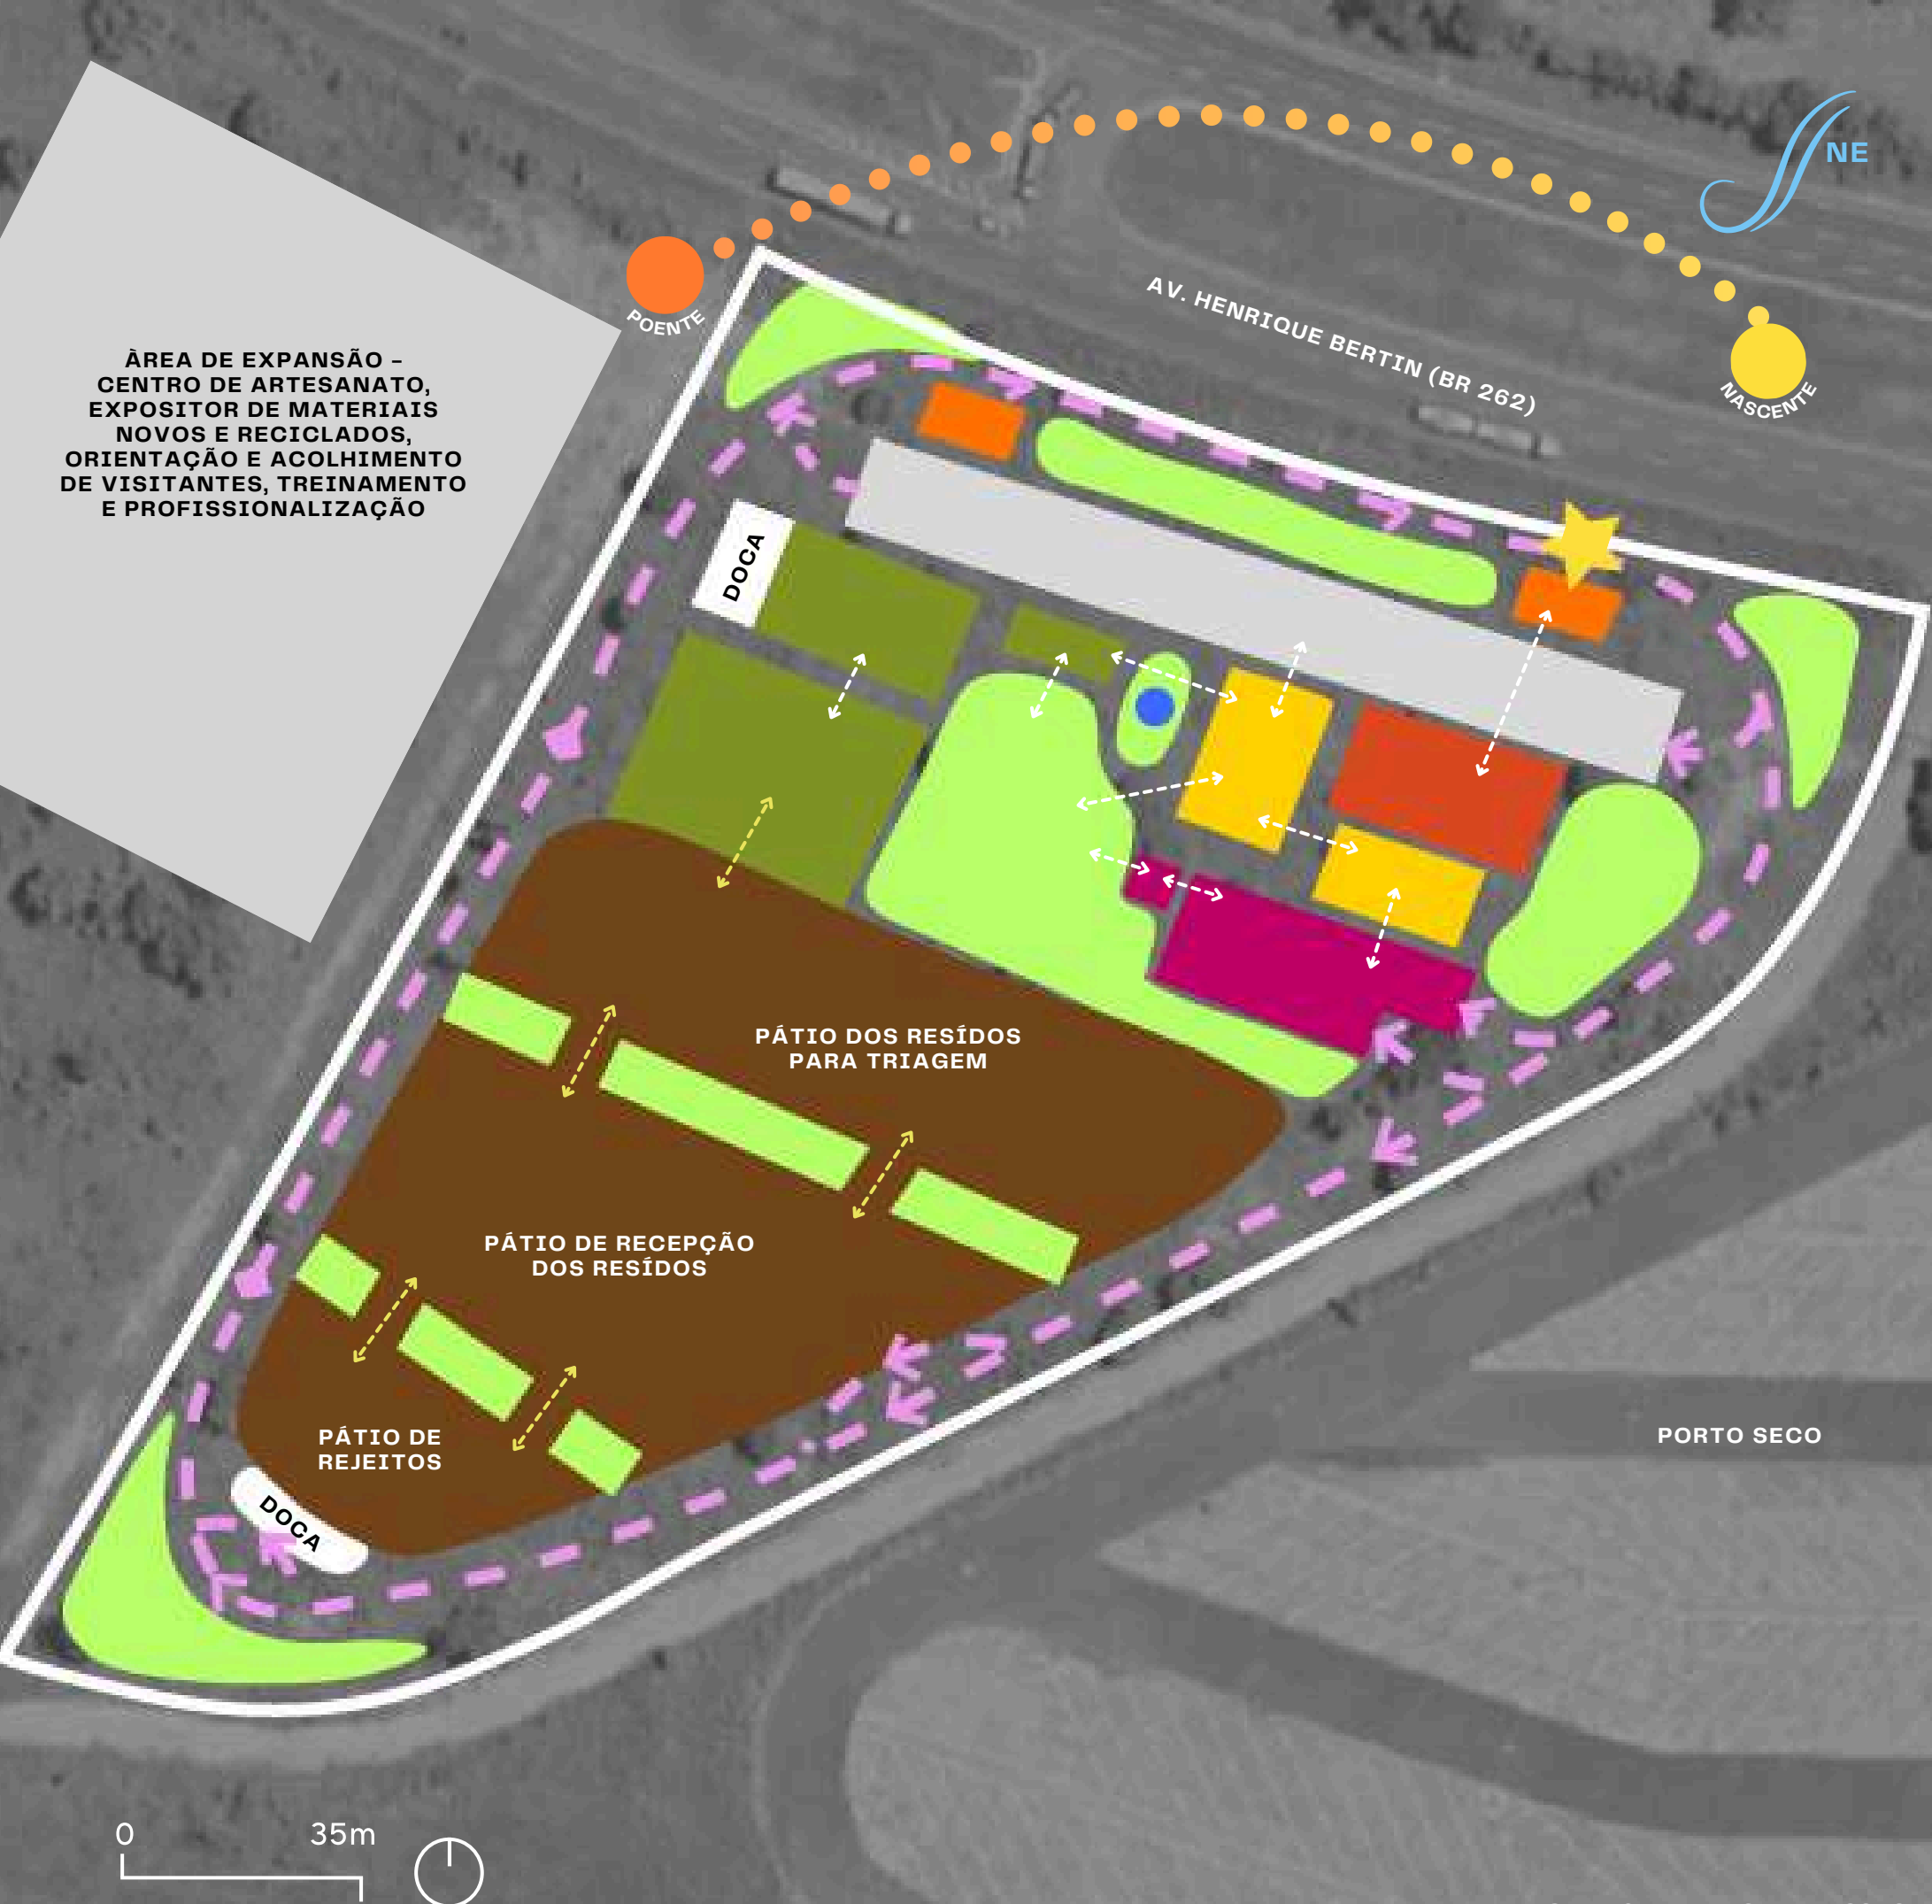 NE
AV. HENRIQUE BERTIN (BR 262)
POENTE
NASCENTE
ÀREA DE EXPANSÃO –
CENTRO DE ARTESANATO,
EXPOSITOR DE MATERIAIS
NOVOS E RECICLADOS,
ORIENTAÇÃO E ACOLHIMENTO
DE VISITANTES, TREINAMENTO
E PROFISSIONALIZAÇÃO
DOCA
PÁTIO DOS RESÍDOS
PARA TRIAGEM
PÁTIO DE RECEPÇÃO
DOS RESÍDOS
PÁTIO DE
REJEITOS
PORTO SECO
DOCA
0 35m